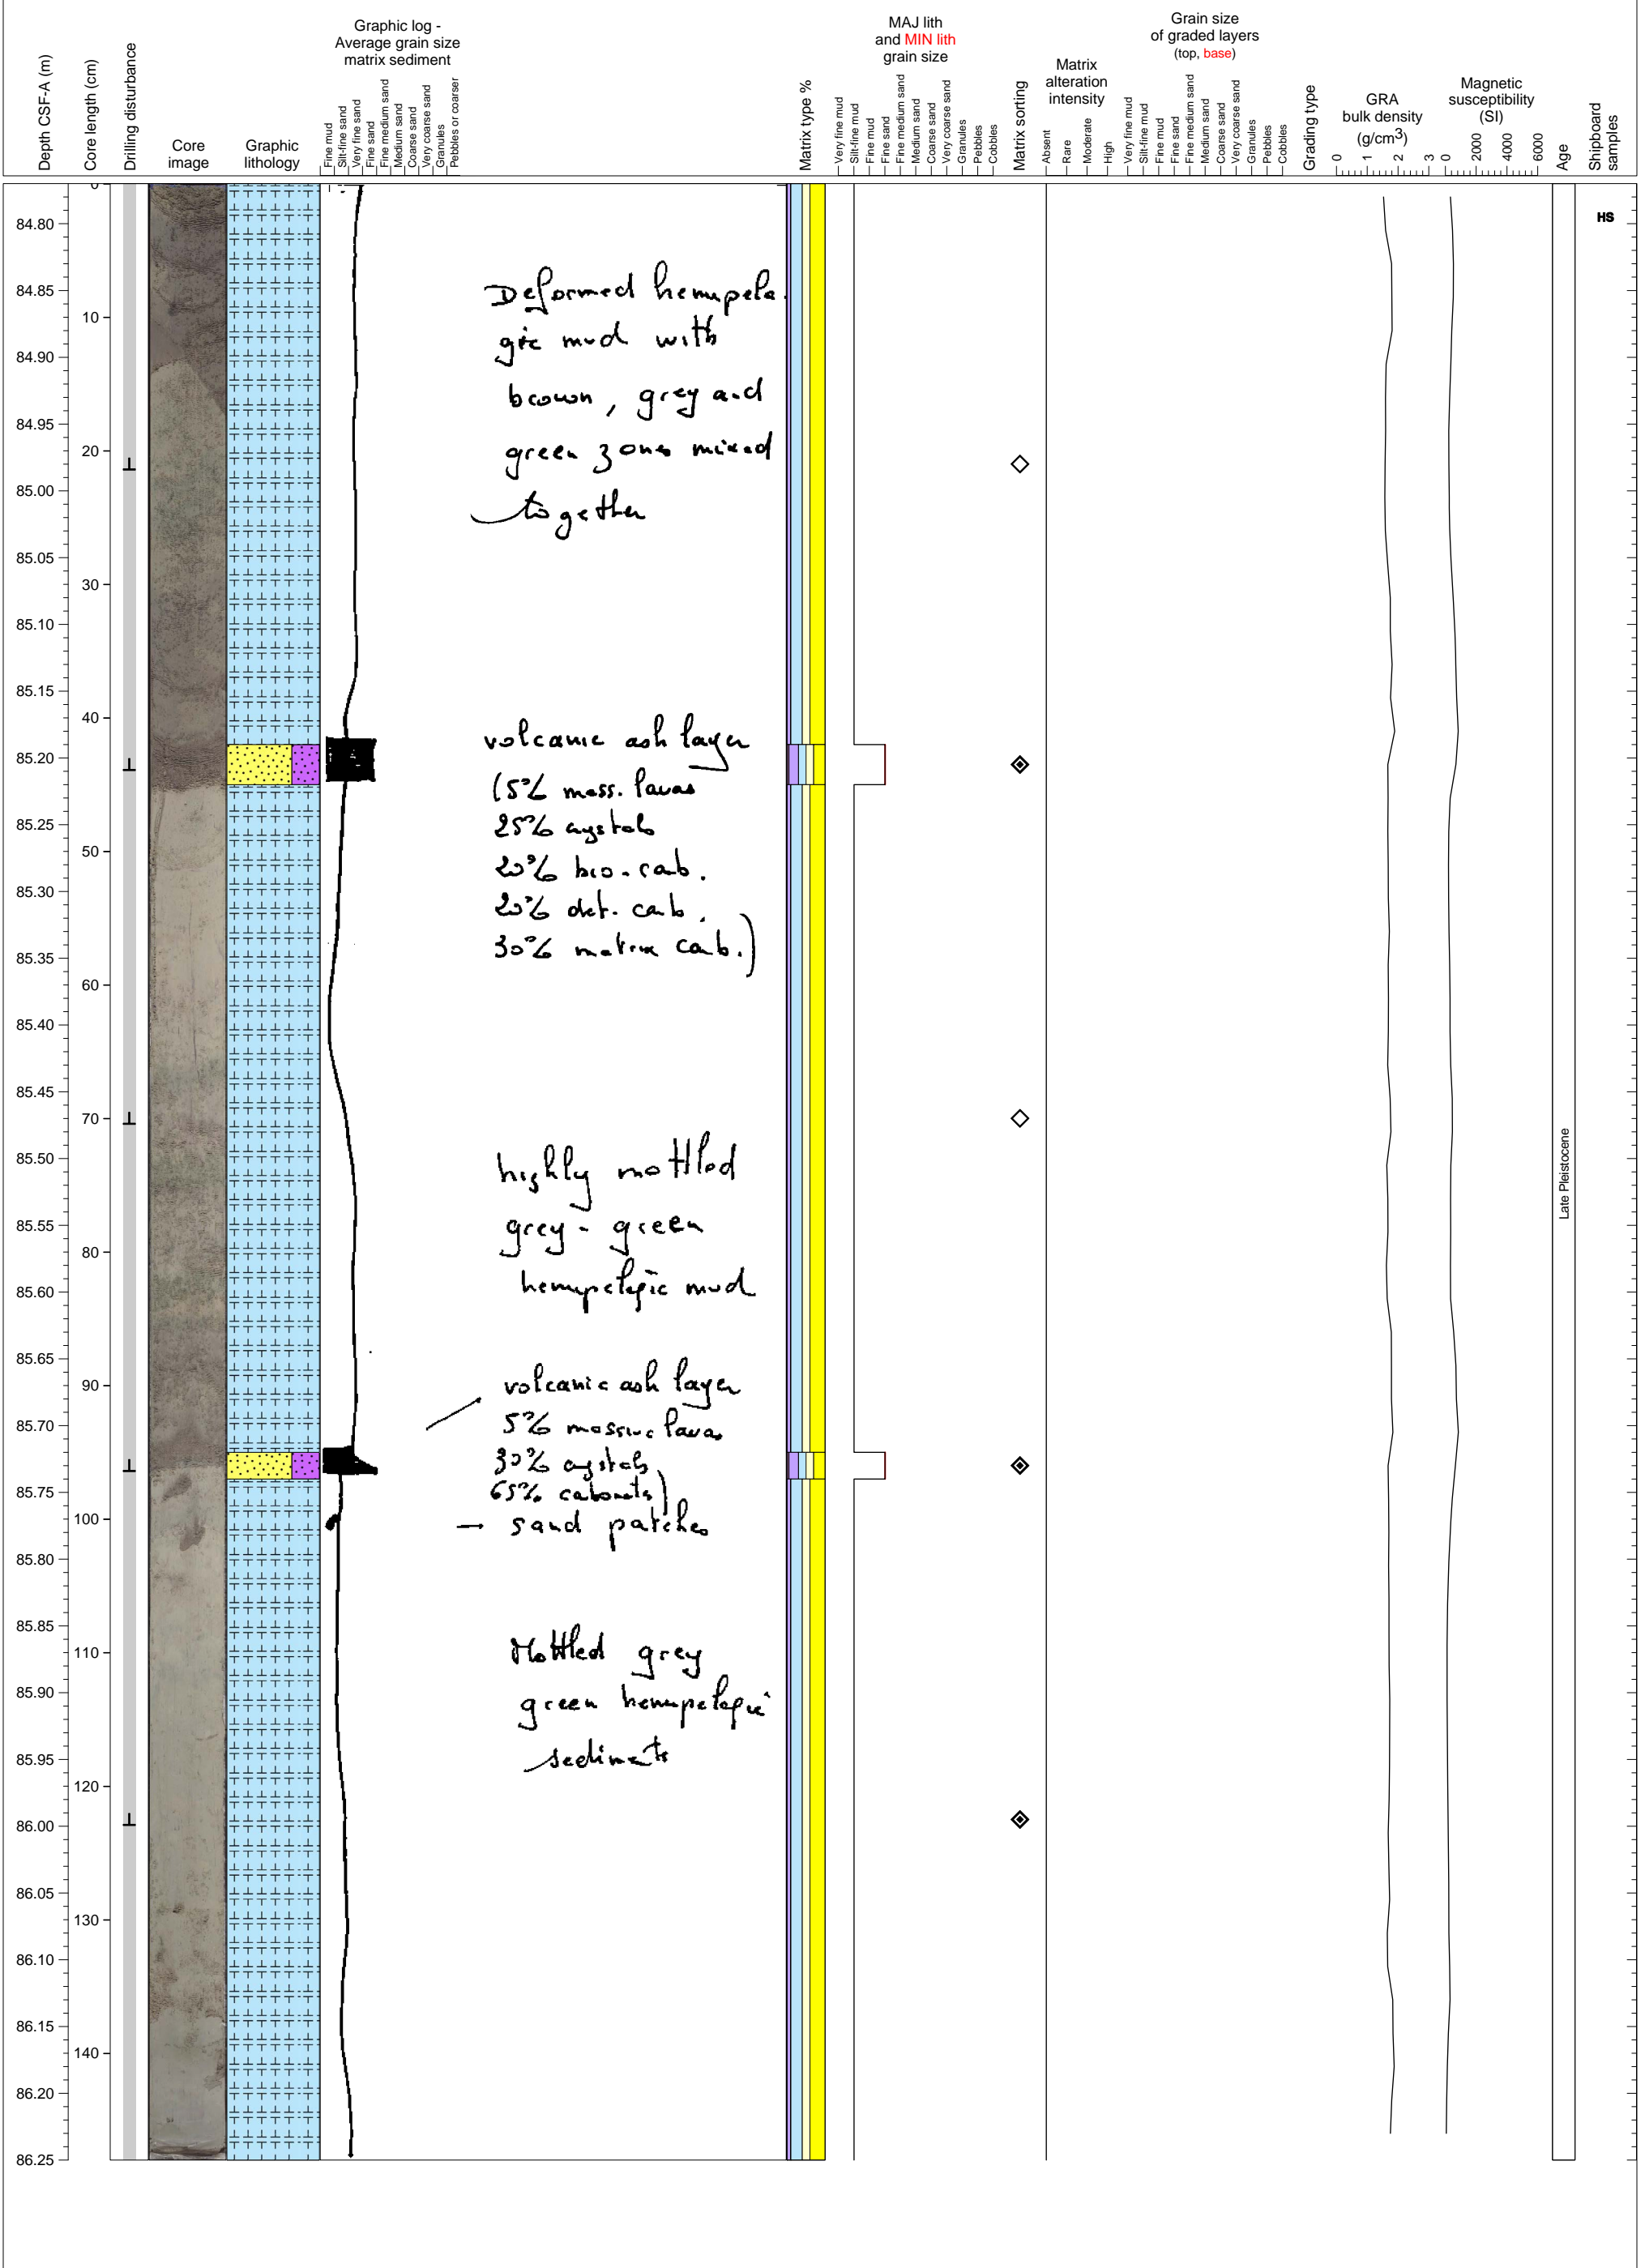 Depth CSF-A (m)
Core length (cm)
Drilling disturbance
Core
image
Graphic
lithology
Graphic log -
Average grain size
matrix sediment
Fine mud
Silt-fine sand
Very fine sand
Fine sand
Fine medium sand
Medium sand
Coarse sand
Very coarse sand
Granules
Pebbles or coarser
Matrix type %
MAJ lith
and MIN lith
grain size
Very fine mud
Silt-fine mud
Fine mud
Fine sand
Fine medium sand
Medium sand
Coarse sand
Very coarse sand
Granules
Pebbles
Cobbles
Matrix sorting
Matrix
alteration
intensity
Absent
Rare
Moderate
High
Grain size
of graded layers
(top, base)
Very fine mud
Silt-fine mud
Fine mud
Fine sand
Fine medium sand
Medium sand
Coarse sand
Very coarse sand
Granules
Pebbles
Cobbles
Grading type
GRA
bulk density
(g/cm3)
0 1 2 3
Magnetic
susceptibility
(SI)
0 2000 4000 6000
Age
Shipboard
samples
0
84.80
HS
84.85
Deformed hemipela-
10
gic mud with
84.90
brown, grey and
84.95
green zones mixed
20
85.00
together
85.05
30
85.10
85.15
40
volcanic ash layer
85.20
(5% mass. lavas
85.25
25% crystals
50
20% bio-carb.
85.30
20% det. carb.
30% matrix carb.)
85.35
60
85.40
85.45
70
85.50
highly mottled
85.55
grey - green
80
hemipelagic mud
85.60
85.65
90
volcanic ash layer
85.70
5% massive lavas
30% crystals
65% carbonate)
85.75
100
sand patches
85.80
85.85
110
Mottled grey
85.90
green hemipelagic
85.95
sediments
120
86.00
86.05
130
86.10
86.15
140
86.20
86.25
Late Pleistocene